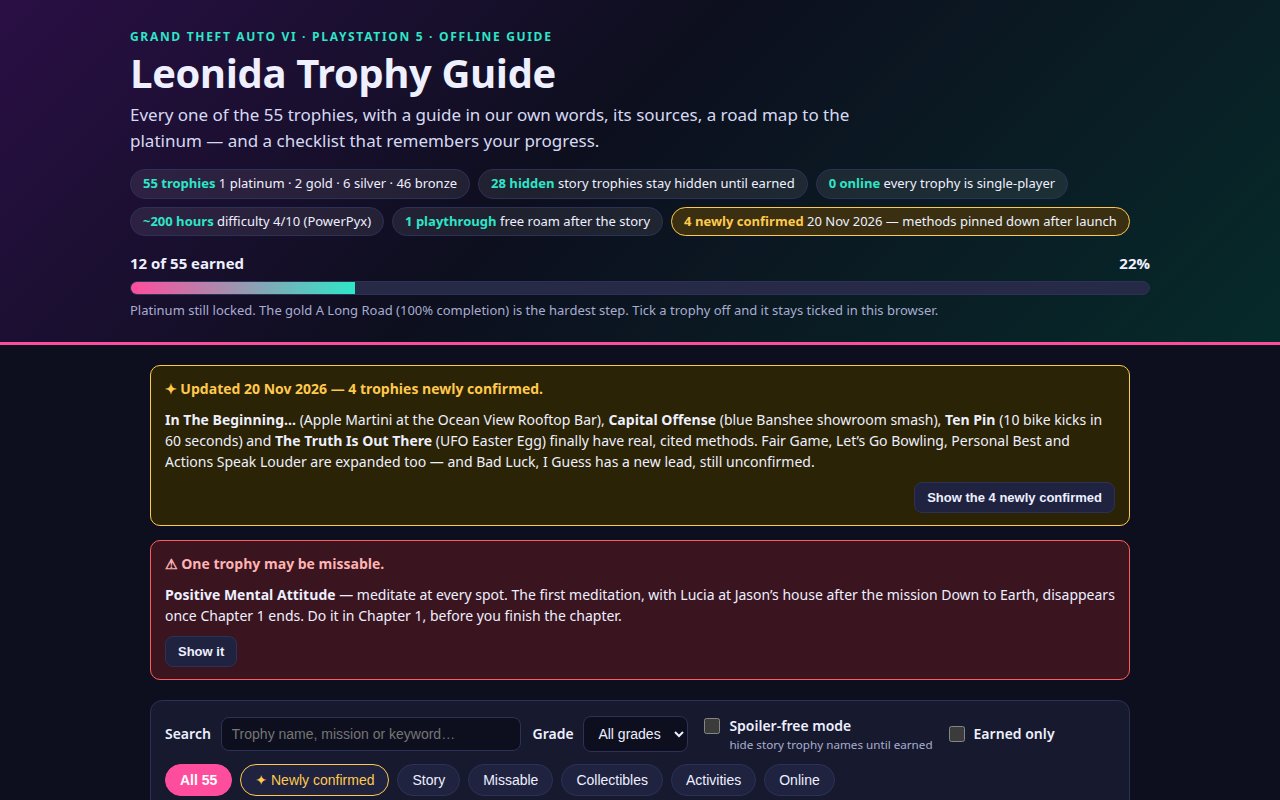 GRAND THEFT AUTO VI · PLAYSTATION 5 · OFFLINE GUIDE
Leonida Trophy Guide
Every one of the 55 trophies, with a guide in our own words, its sources, a road map to the
platinum — and a checklist that remembers your progress.
55 trophies 1 platinum · 2 gold · 6 silver · 46 bronze
28 hidden story trophies stay hidden until earned
0 online every trophy is single-player
~200 hours difficulty 4/10 (PowerPyx)
1 playthrough free roam after the story
4 newly confirmed 20 Nov 2026 — methods pinned down after launch
12 of 55 earned
22%
Platinum still locked. The gold A Long Road (100% completion) is the hardest step. Tick a trophy off and it stays ticked in this browser.
✦ Updated 20 Nov 2026 — 4 trophies newly confirmed.
In The Beginning... (Apple Martini at the Ocean View Rooftop Bar), Capital Offense (blue Banshee showroom smash), Ten Pin (10 bike kicks in
60 seconds) and The Truth Is Out There (UFO Easter Egg) finally have real, cited methods. Fair Game, Let’s Go Bowling, Personal Best and
Actions Speak Louder are expanded too — and Bad Luck, I Guess has a new lead, still unconfirmed.
Show the 4 newly confirmed
⚠ One trophy may be missable.
Positive Mental Attitude — meditate at every spot. The first meditation, with Lucia at Jason’s house after the mission Down to Earth, disappears
once Chapter 1 ends. Do it in Chapter 1, before you finish the chapter.
Show it
Search
Trophy name, mission or keyword…
Grade
All grades
Spoiler-free mode
hide story trophy names until earned
Earned only
All 55
✦ Newly confirmed
Story
Missable
Collectibles
Activities
Online